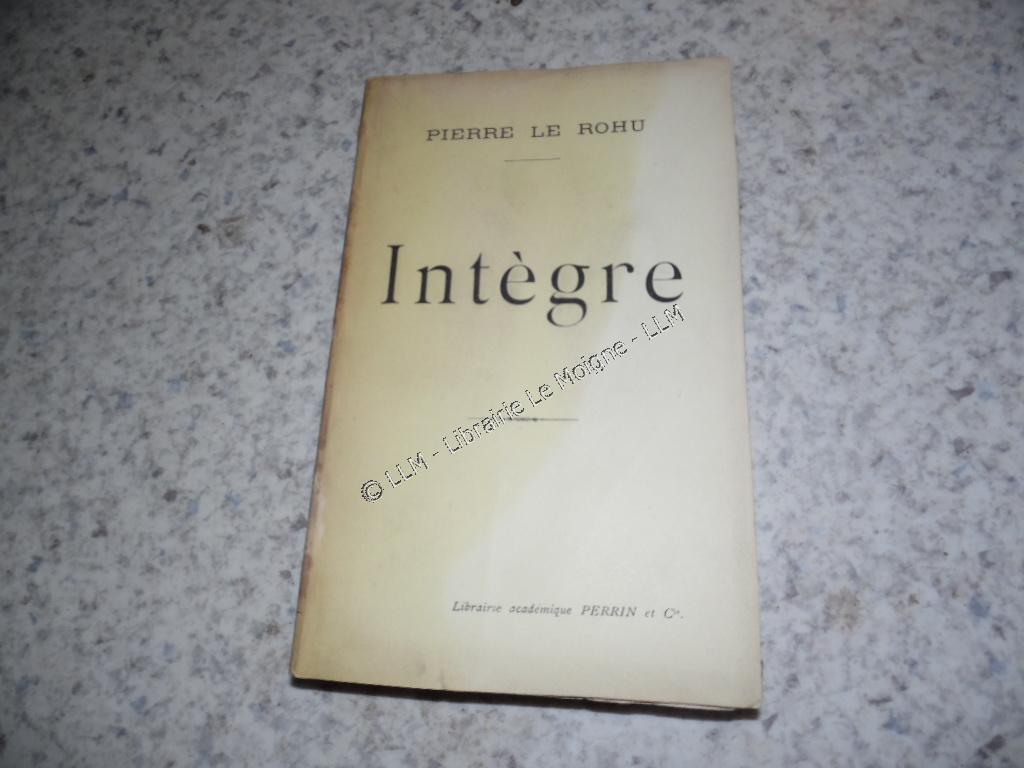 PIERRE LE ROHU
Intègre
© LLM - Librairie Le Moigne - LLM
Librairie académique PERRIN et Cie.